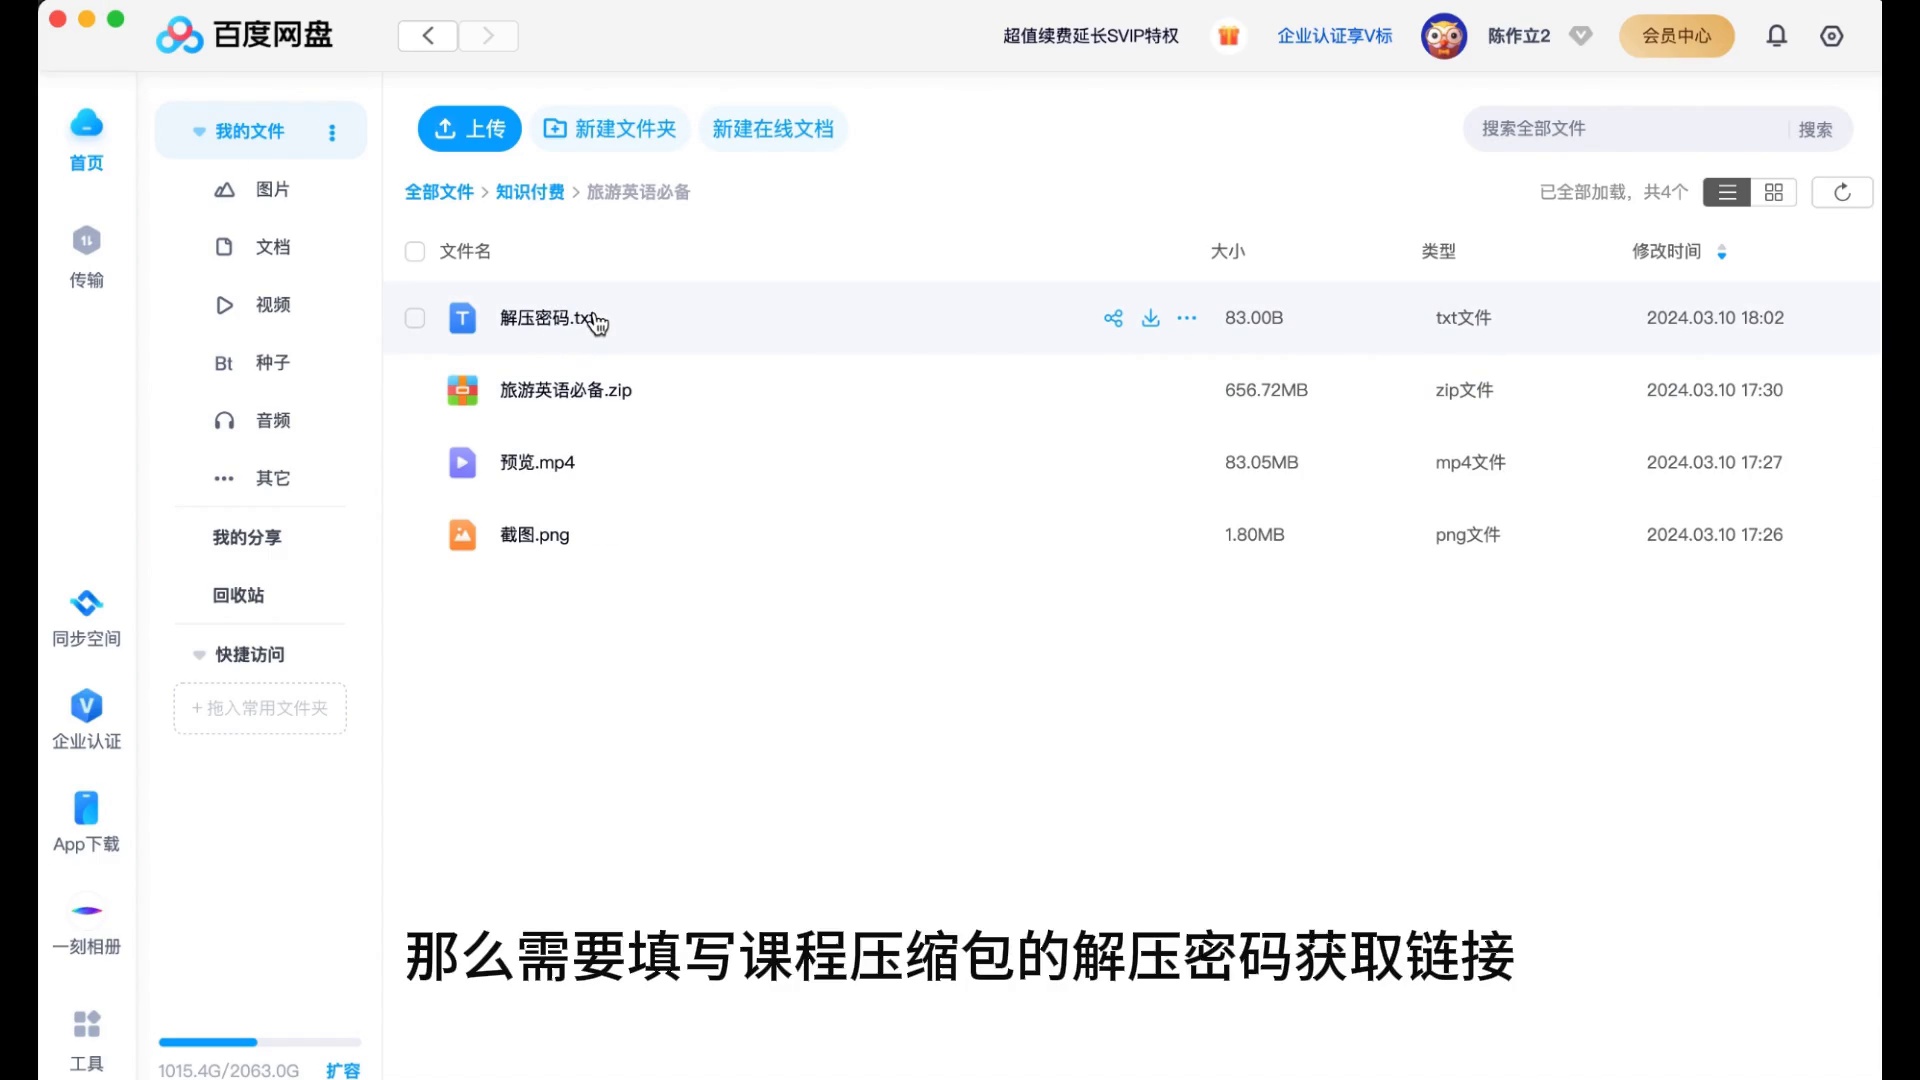 百度网盘
超值续费延长SVIP特权
企业认证享V标
陈作立2
会员中心
首页
传输
同步空间
V
企业认证
App下载
一刻相册
工具
我的文件
图片
文档
视频
Bt 种子
音频
其它
我的分享
回收站
快捷访问
+ 拖入常用文件夹
1015.4G/2063.0G 扩容
上传
新建文件夹
新建在线文档
搜索全部文件
搜索
全部文件 > 知识付费 > 旅游英语必备
已全部加载，共4个
文件名 大小 类型 修改时间
T 解压密码.txt 83.00B txt文件 2024.03.10 18:02
旅游英语必备.zip 656.72MB zip文件 2024.03.10 17:30
预览.mp4 83.05MB mp4文件 2024.03.10 17:27
截图.png 1.80MB png文件 2024.03.10 17:26
那么需要填写课程压缩包的解压密码获取链接